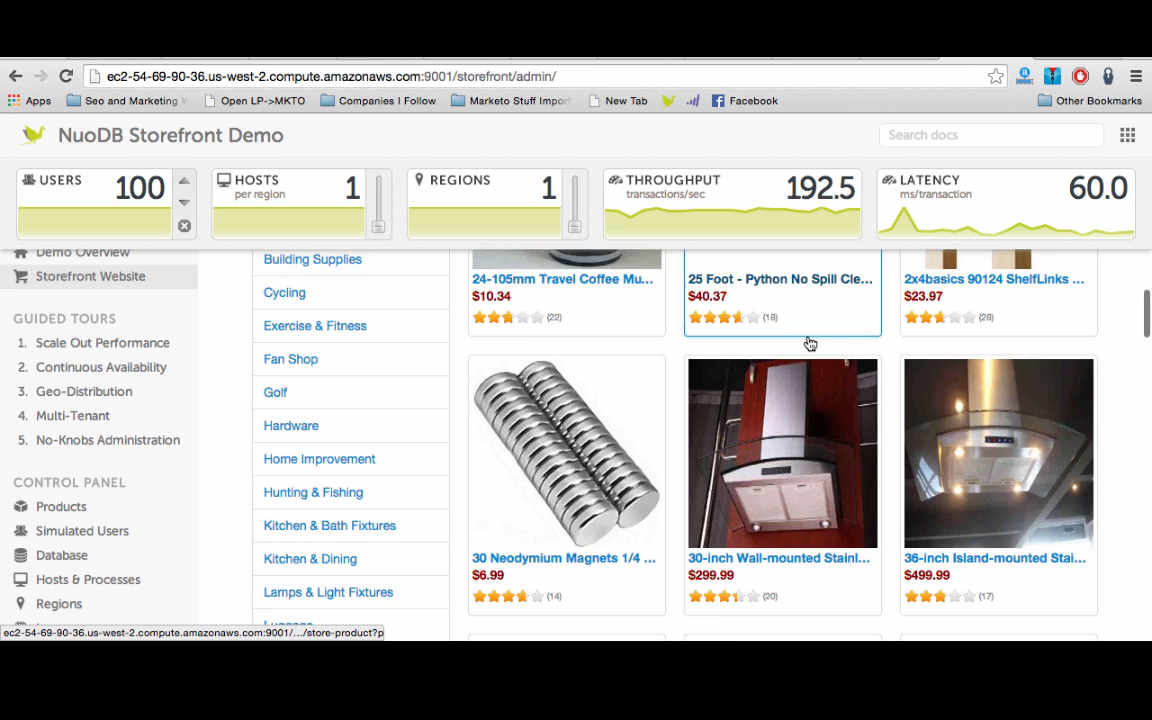 ec2-54-69-90-36.us-west-2.compute.amazonaws.com:9001/storefront/admin/
Apps Seo and Marketing Open LP->MKTO Companies I Follow Marketo Stuff Import New Tab Facebook Other Bookmarks
NuoDB Storefront Demo Search docs
USERS 100
HOSTS per region 1
REGIONS 1
THROUGHPUT transactions/sec 192.5
LATENCY ms/transaction 60.0
Demo Overview
Storefront Website
GUIDED TOURS
1. Scale Out Performance
2. Continuous Availability
3. Geo-Distribution
4. Multi-Tenant
5. No-Knobs Administration
CONTROL PANEL
Products
Simulated Users
Database
Hosts & Processes
Regions
Building Supplies
Cycling
Exercise & Fitness
Fan Shop
Golf
Hardware
Home Improvement
Hunting & Fishing
Kitchen & Bath Fixtures
Kitchen & Dining
Lamps & Light Fixtures
Luggage
24-105mm Travel Coffee Mu...
$10.34
(22)
25 Foot - Python No Spill Cle...
$40.37
(18)
2x4basics 90124 ShelfLinks ...
$23.97
(28)
30 Neodymium Magnets 1/4 ...
$6.99
(14)
30-inch Wall-mounted Stainl...
$299.99
(20)
36-inch Island-mounted Stai...
$499.99
(17)
ec2-54-69-90-36.us-west-2.compute.amazonaws.com:9001/.../store-product?p